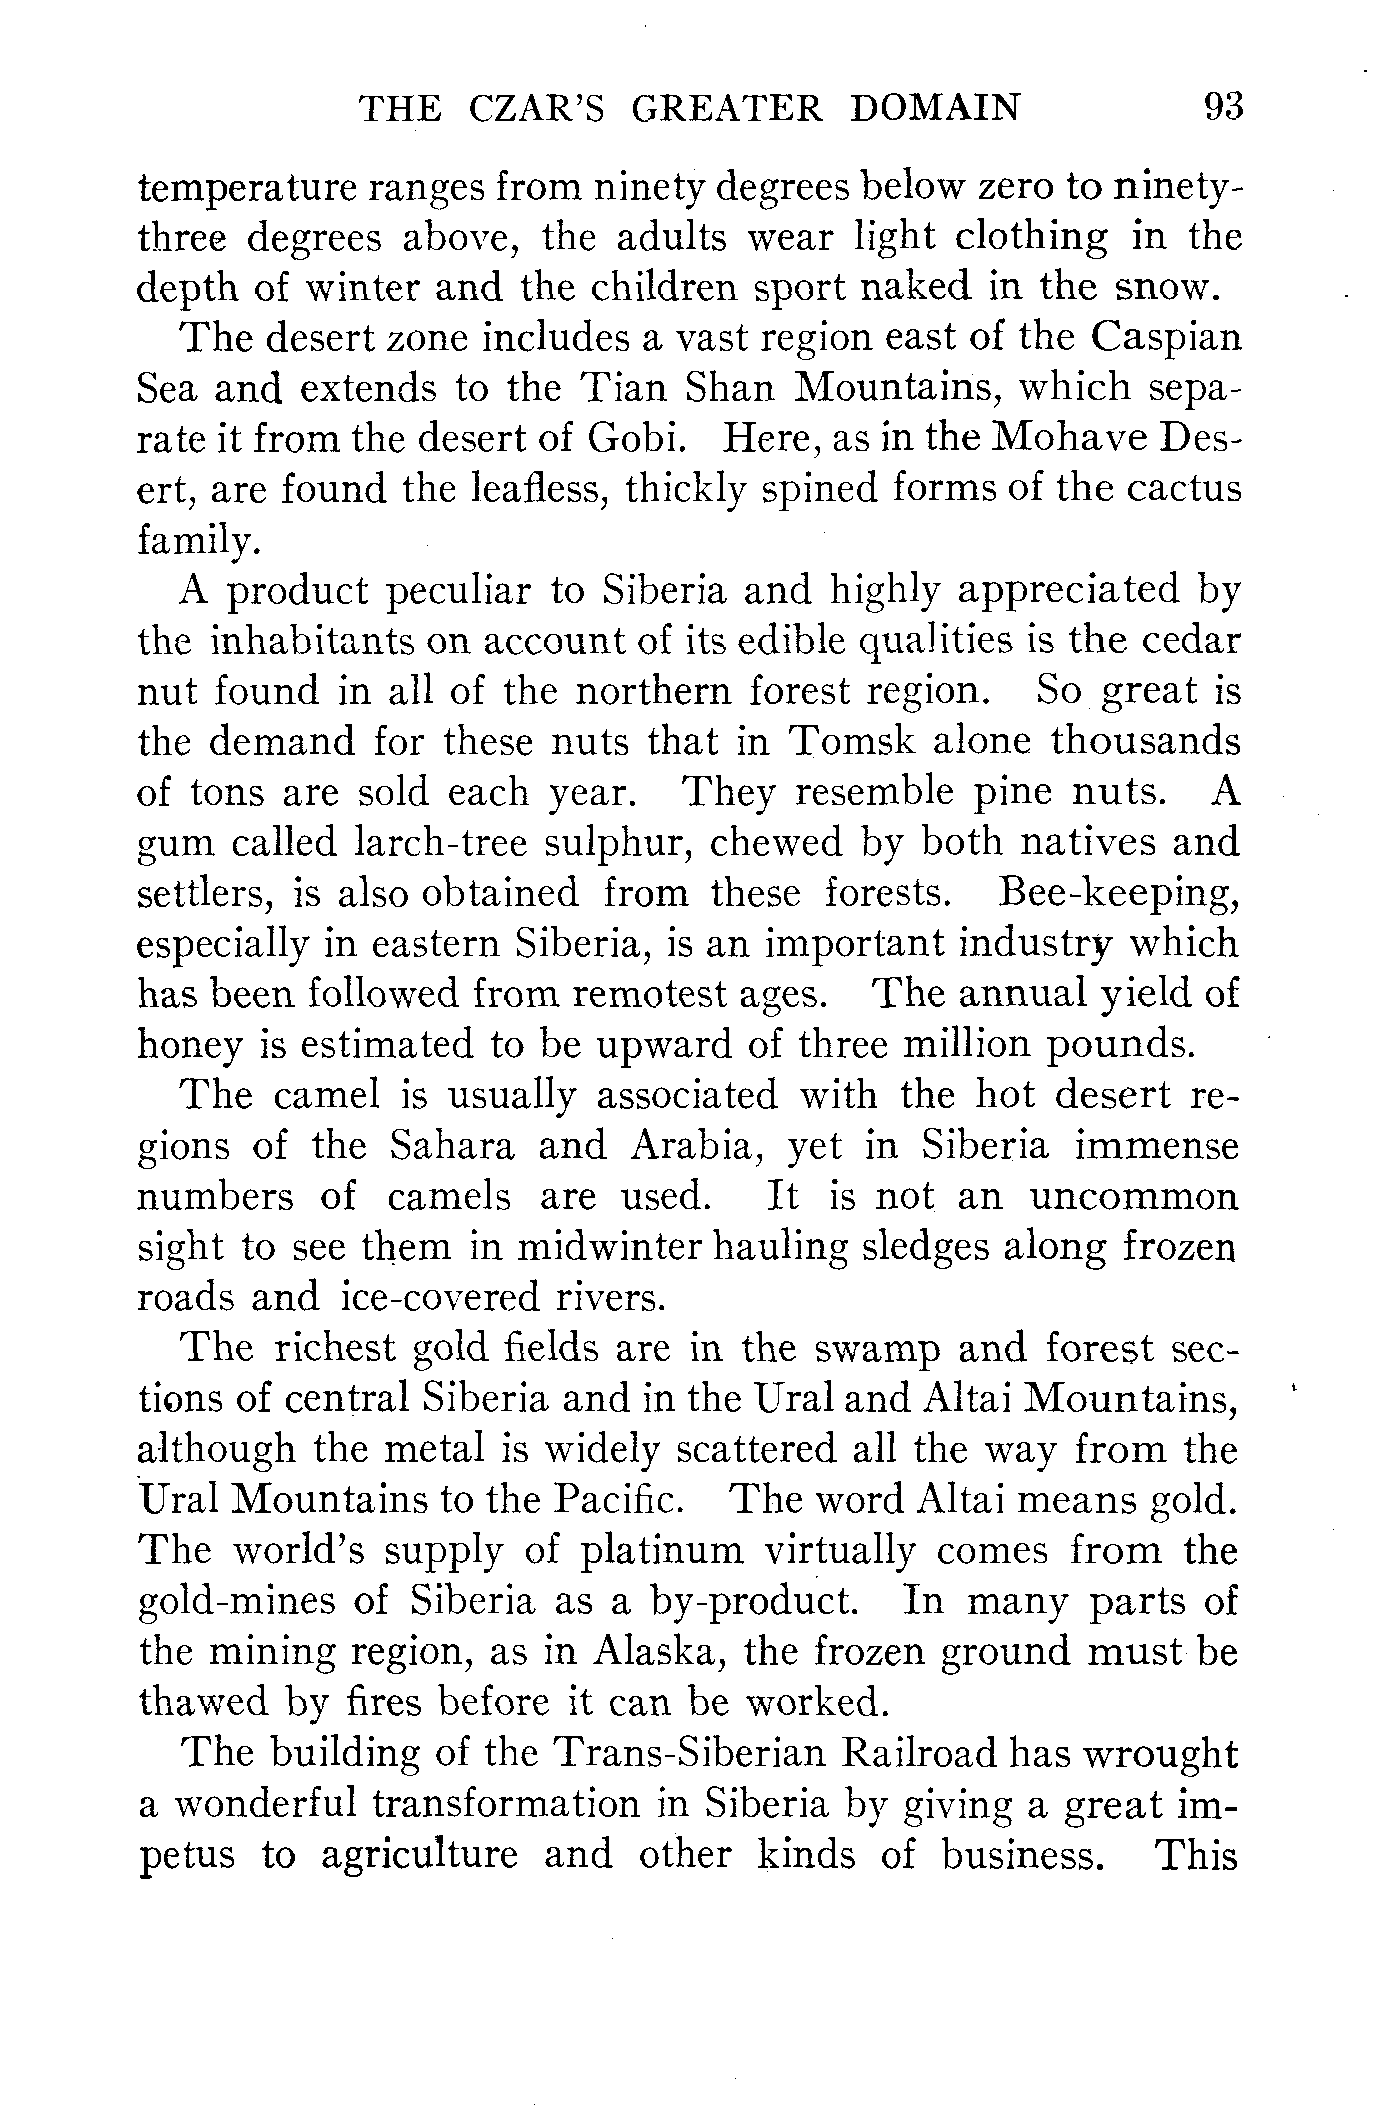 THE CZAR'S GREATER DOMAIN 93
temperature ranges from ninety degrees below zero to ninety-
three degrees above, the adults wear light clothing in the
depth of winter and the children sport naked in the snow.
The desert zone includes a vast region east of the Caspian
Sea and extends to the Tian Shan Mountains, which sepa-
rate it from the desert of Gobi. Here, as in the Mohave Des-
ert, are found the leafless, thickly spined forms of the cactus
family.
A product peculiar to Siberia and highly appreciated by
the inhabitants on account of its edible qualities is the cedar
nut found in all of the northern forest region. So great is
the demand for these nuts that in Tomsk alone thousands
of tons are sold each year. They resemble pine nuts. A
gum called larch-tree sulphur, chewed by both natives and
settlers, is also obtained from these forests. Bee-keeping,
especially in eastern Siberia, is an important industry which
has been followed from remotest ages. The annual yield of
honey is estimated to be upward of three million pounds.
The camel is usually associated with the hot desert re-
gions of the Sahara and Arabia, yet in Siberia immense
numbers of camels are used. It is not an uncommon
sight to see them in midwinter hauling sledges along frozen
roads and ice-covered rivers.
The richest gold fields are in the swamp and forest sec-
tions of central Siberia and in the Ural and Altai Mountains,
although the metal is widely scattered all the way from the
Ural Mountains to the Pacific. The word Altai means gold.
The world's supply of platinum virtually comes from the
gold-mines of Siberia as a by-product. In many parts of
the mining region, as in Alaska, the frozen ground must be
thawed by fires before it can be worked.
The building of the Trans-Siberian Railroad has wrought
a wonderful transformation in Siberia by giving a great im-
petus to agriculture and other kinds of business. This